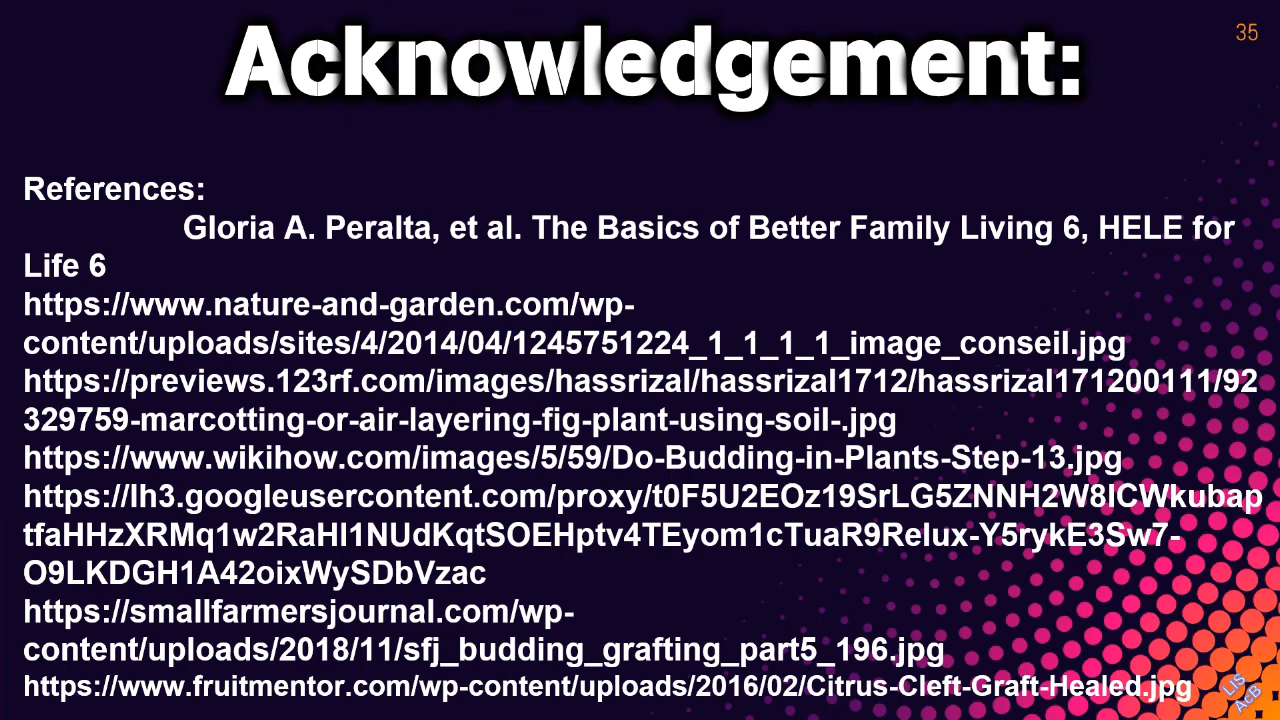 35
Acknowledgement:
References:
Gloria A. Peralta, et al. The Basics of Better Family Living 6, HELE for
Life 6
https://www.nature-and-garden.com/wp-
content/uploads/sites/4/2014/04/1245751224_1_1_1_1_image_conseil.jpg
https://previews.123rf.com/images/hassrizal/hassrizal1712/hassrizal171200111/92
329759-marcotting-or-air-layering-fig-plant-using-soil-.jpg
https://www.wikihow.com/images/5/59/Do-Budding-in-Plants-Step-13.jpg
https://lh3.googleusercontent.com/proxy/t0F5U2EOz19SrLG5ZNNH2W8lCWkubap
tfaHHzXRMq1w2RaHl1NUdKqtSOEHptv4TEyom1cTuaR9Relux-Y5rykE3Sw7-
O9LKDGH1A42oixWySDbVzac
https://smallfarmersjournal.com/wp-
content/uploads/2018/11/sfj_budding_grafting_part5_196.jpg
https://www.fruitmentor.com/wp-content/uploads/2016/02/Citrus-Cleft-Graft-Healed.jpg
LIS
AcB